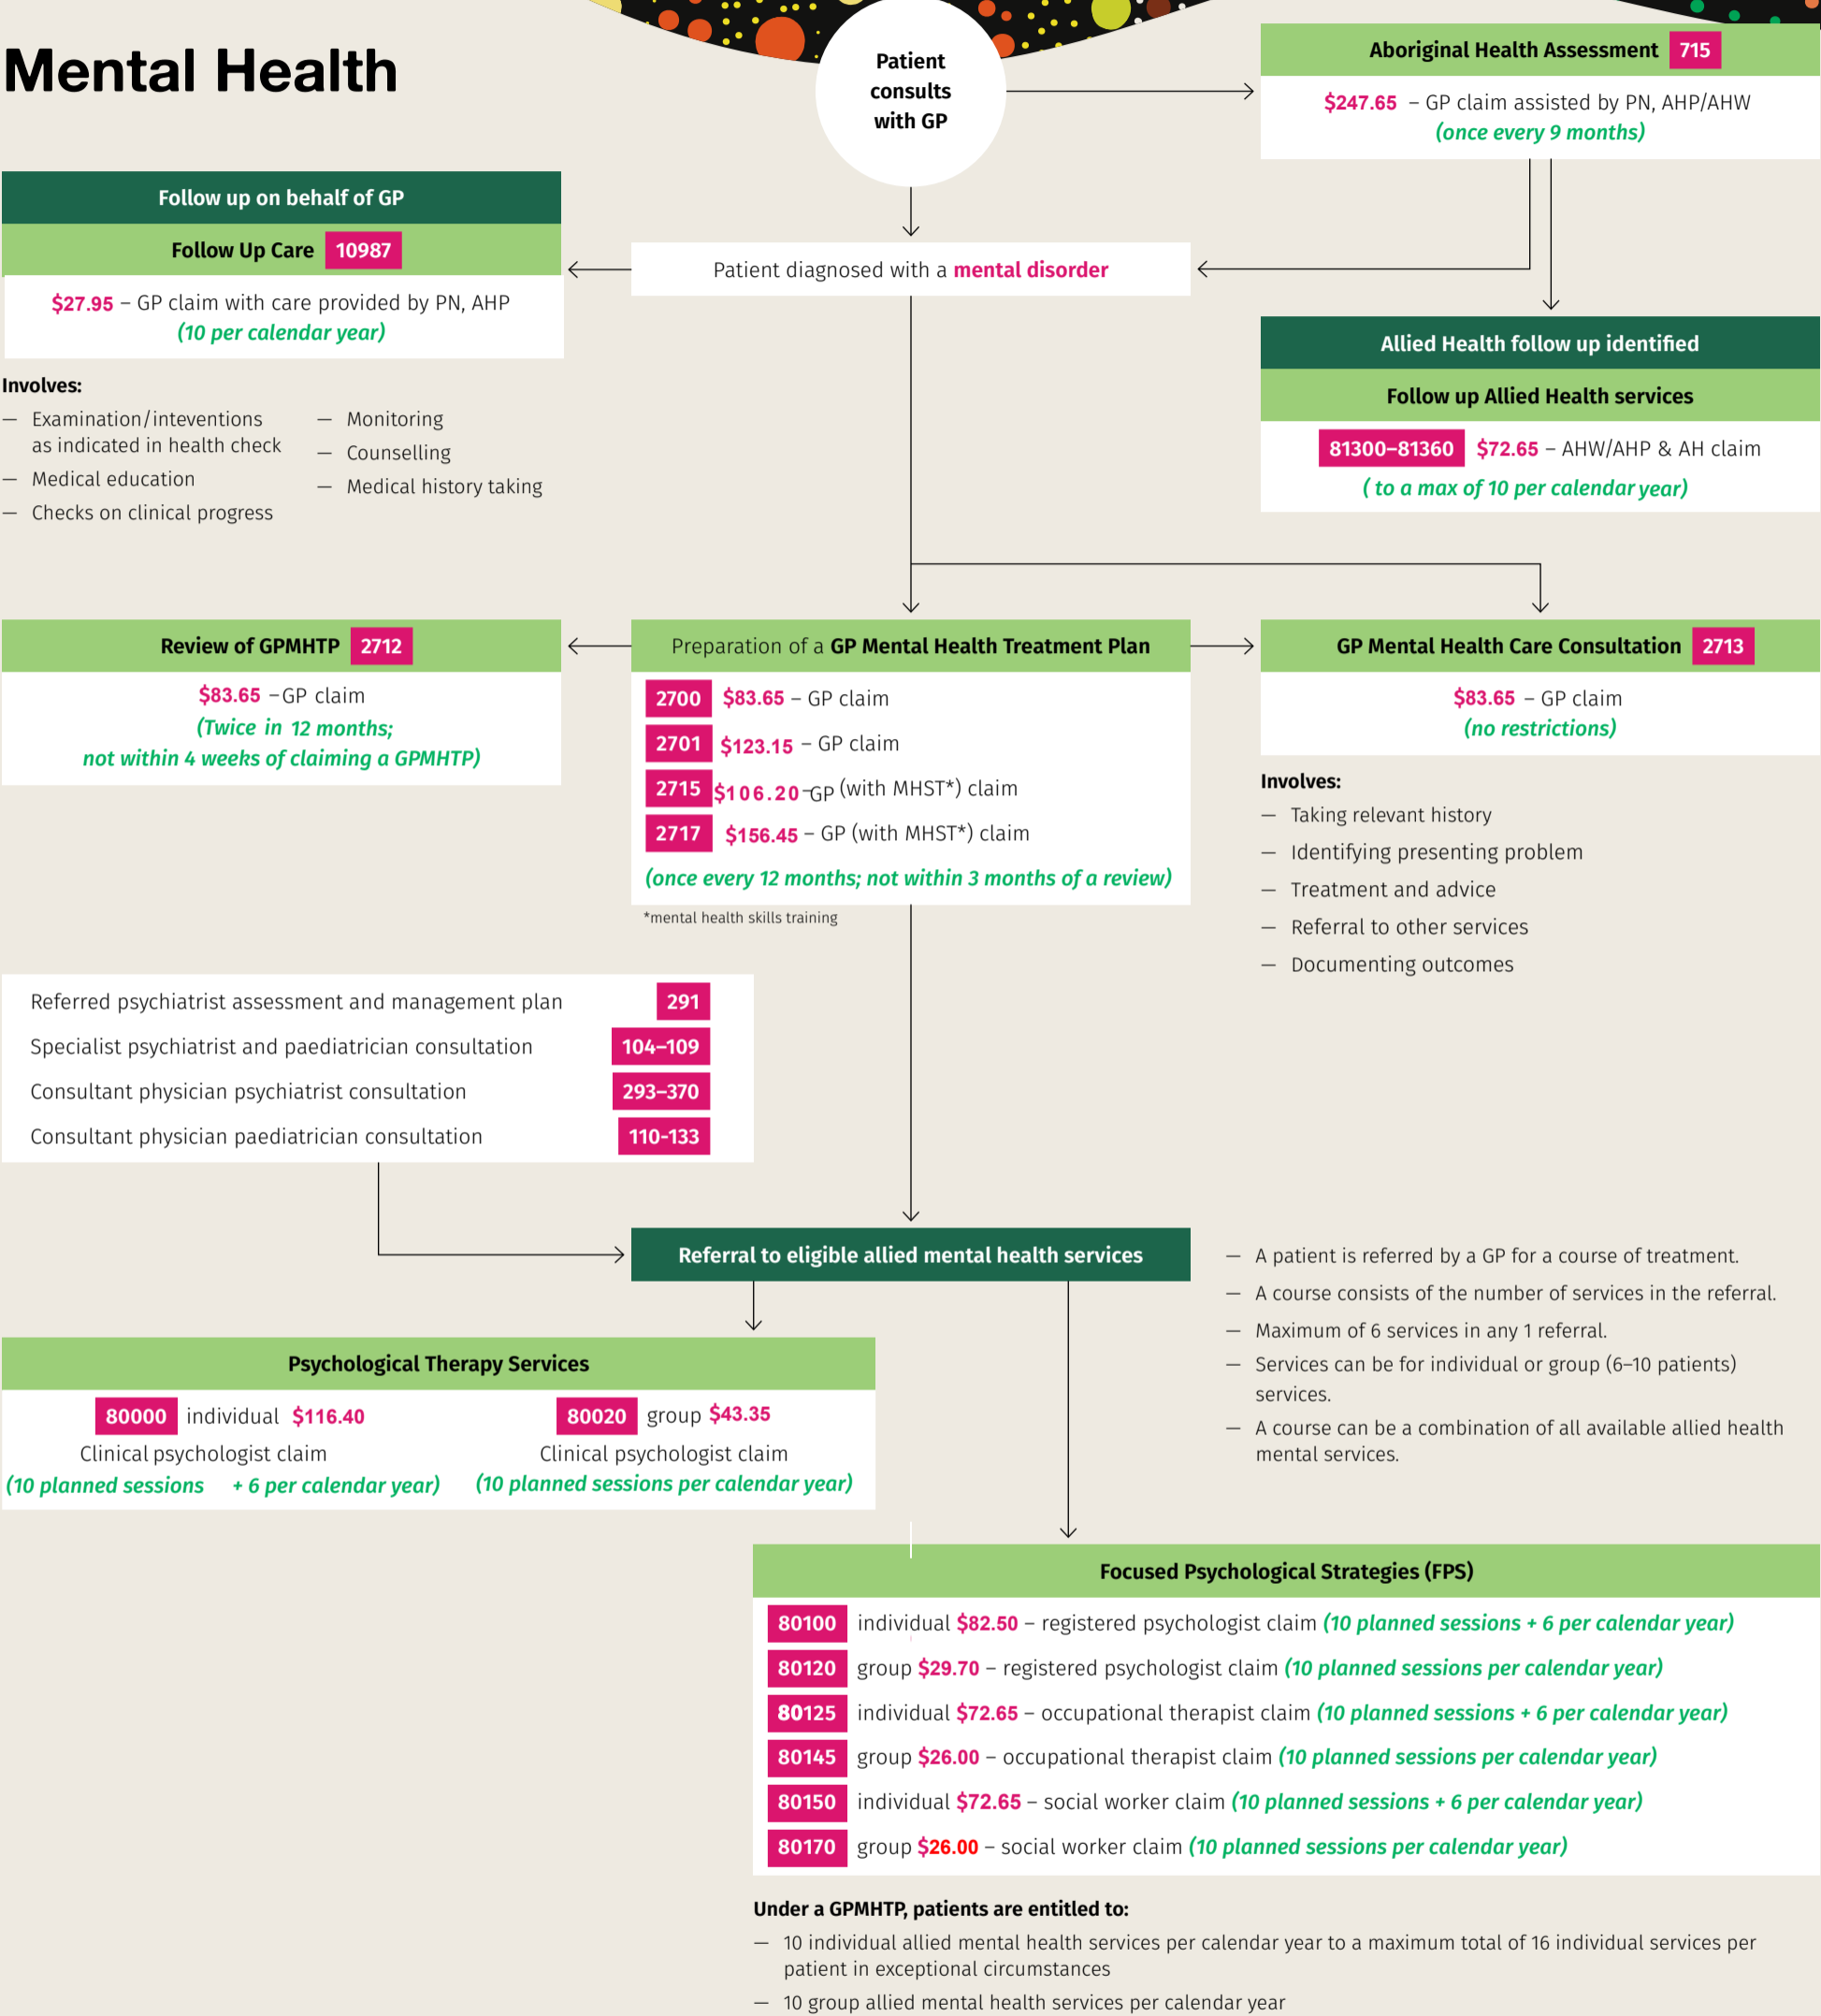 Mental Health
Patient
consults
with GP
Aboriginal Health Assessment 715
$247.65 – GP claim assisted by PN, AHP/AHW
(once every 9 months)
Follow up on behalf of GP
Follow Up Care 10987
$27.95 – GP claim with care provided by PN, AHP
(10 per calendar year)
Involves:
— Examination/inteventions
as indicated in health check
— Medical education
— Checks on clinical progress
— Monitoring
— Counselling
— Medical history taking
Patient diagnosed with a mental disorder
Allied Health follow up identified
Follow up Allied Health services
81300–81360 $72.65 – AHW/AHP & AH claim
( to a max of 10 per calendar year)
Review of GPMHTP 2712
$83.65 –GP claim
(Twice in 12 months;
not within 4 weeks of claiming a GPMHTP)
Preparation of a GP Mental Health Treatment Plan
2700 $83.65 – GP claim
2701 $123.15 – GP claim
2715 $106.20–GP (with MHST*) claim
2717 $156.45 – GP (with MHST*) claim
(once every 12 months; not within 3 months of a review)
*mental health skills training
GP Mental Health Care Consultation 2713
$83.65 – GP claim
(no restrictions)
Involves:
— Taking relevant history
— Identifying presenting problem
— Treatment and advice
— Referral to other services
— Documenting outcomes
Referred psychiatrist assessment and management plan 291
Specialist psychiatrist and paediatrician consultation 104–109
Consultant physician psychiatrist consultation 293–370
Consultant physician paediatrician consultation 110-133
Referral to eligible allied mental health services
— A patient is referred by a GP for a course of treatment.
— A course consists of the number of services in the referral.
— Maximum of 6 services in any 1 referral.
— Services can be for individual or group (6–10 patients)
services.
— A course can be a combination of all available allied health
mental services.
Psychological Therapy Services
80000 individual $116.40
Clinical psychologist claim
(10 planned sessions + 6 per calendar year)
80020 group $43.35
Clinical psychologist claim
(10 planned sessions per calendar year)
Focused Psychological Strategies (FPS)
80100 individual $82.50 – registered psychologist claim (10 planned sessions + 6 per calendar year)
80120 group $29.70 – registered psychologist claim (10 planned sessions per calendar year)
80125 individual $72.65 – occupational therapist claim (10 planned sessions + 6 per calendar year)
80145 group $26.00 – occupational therapist claim (10 planned sessions per calendar year)
80150 individual $72.65 – social worker claim (10 planned sessions + 6 per calendar year)
80170 group $26.00 – social worker claim (10 planned sessions per calendar year)
Under a GPMHTP, patients are entitled to:
— 10 individual allied mental health services per calendar year to a maximum total of 16 individual services per
patient in exceptional circumstances
— 10 group allied mental health services per calendar year